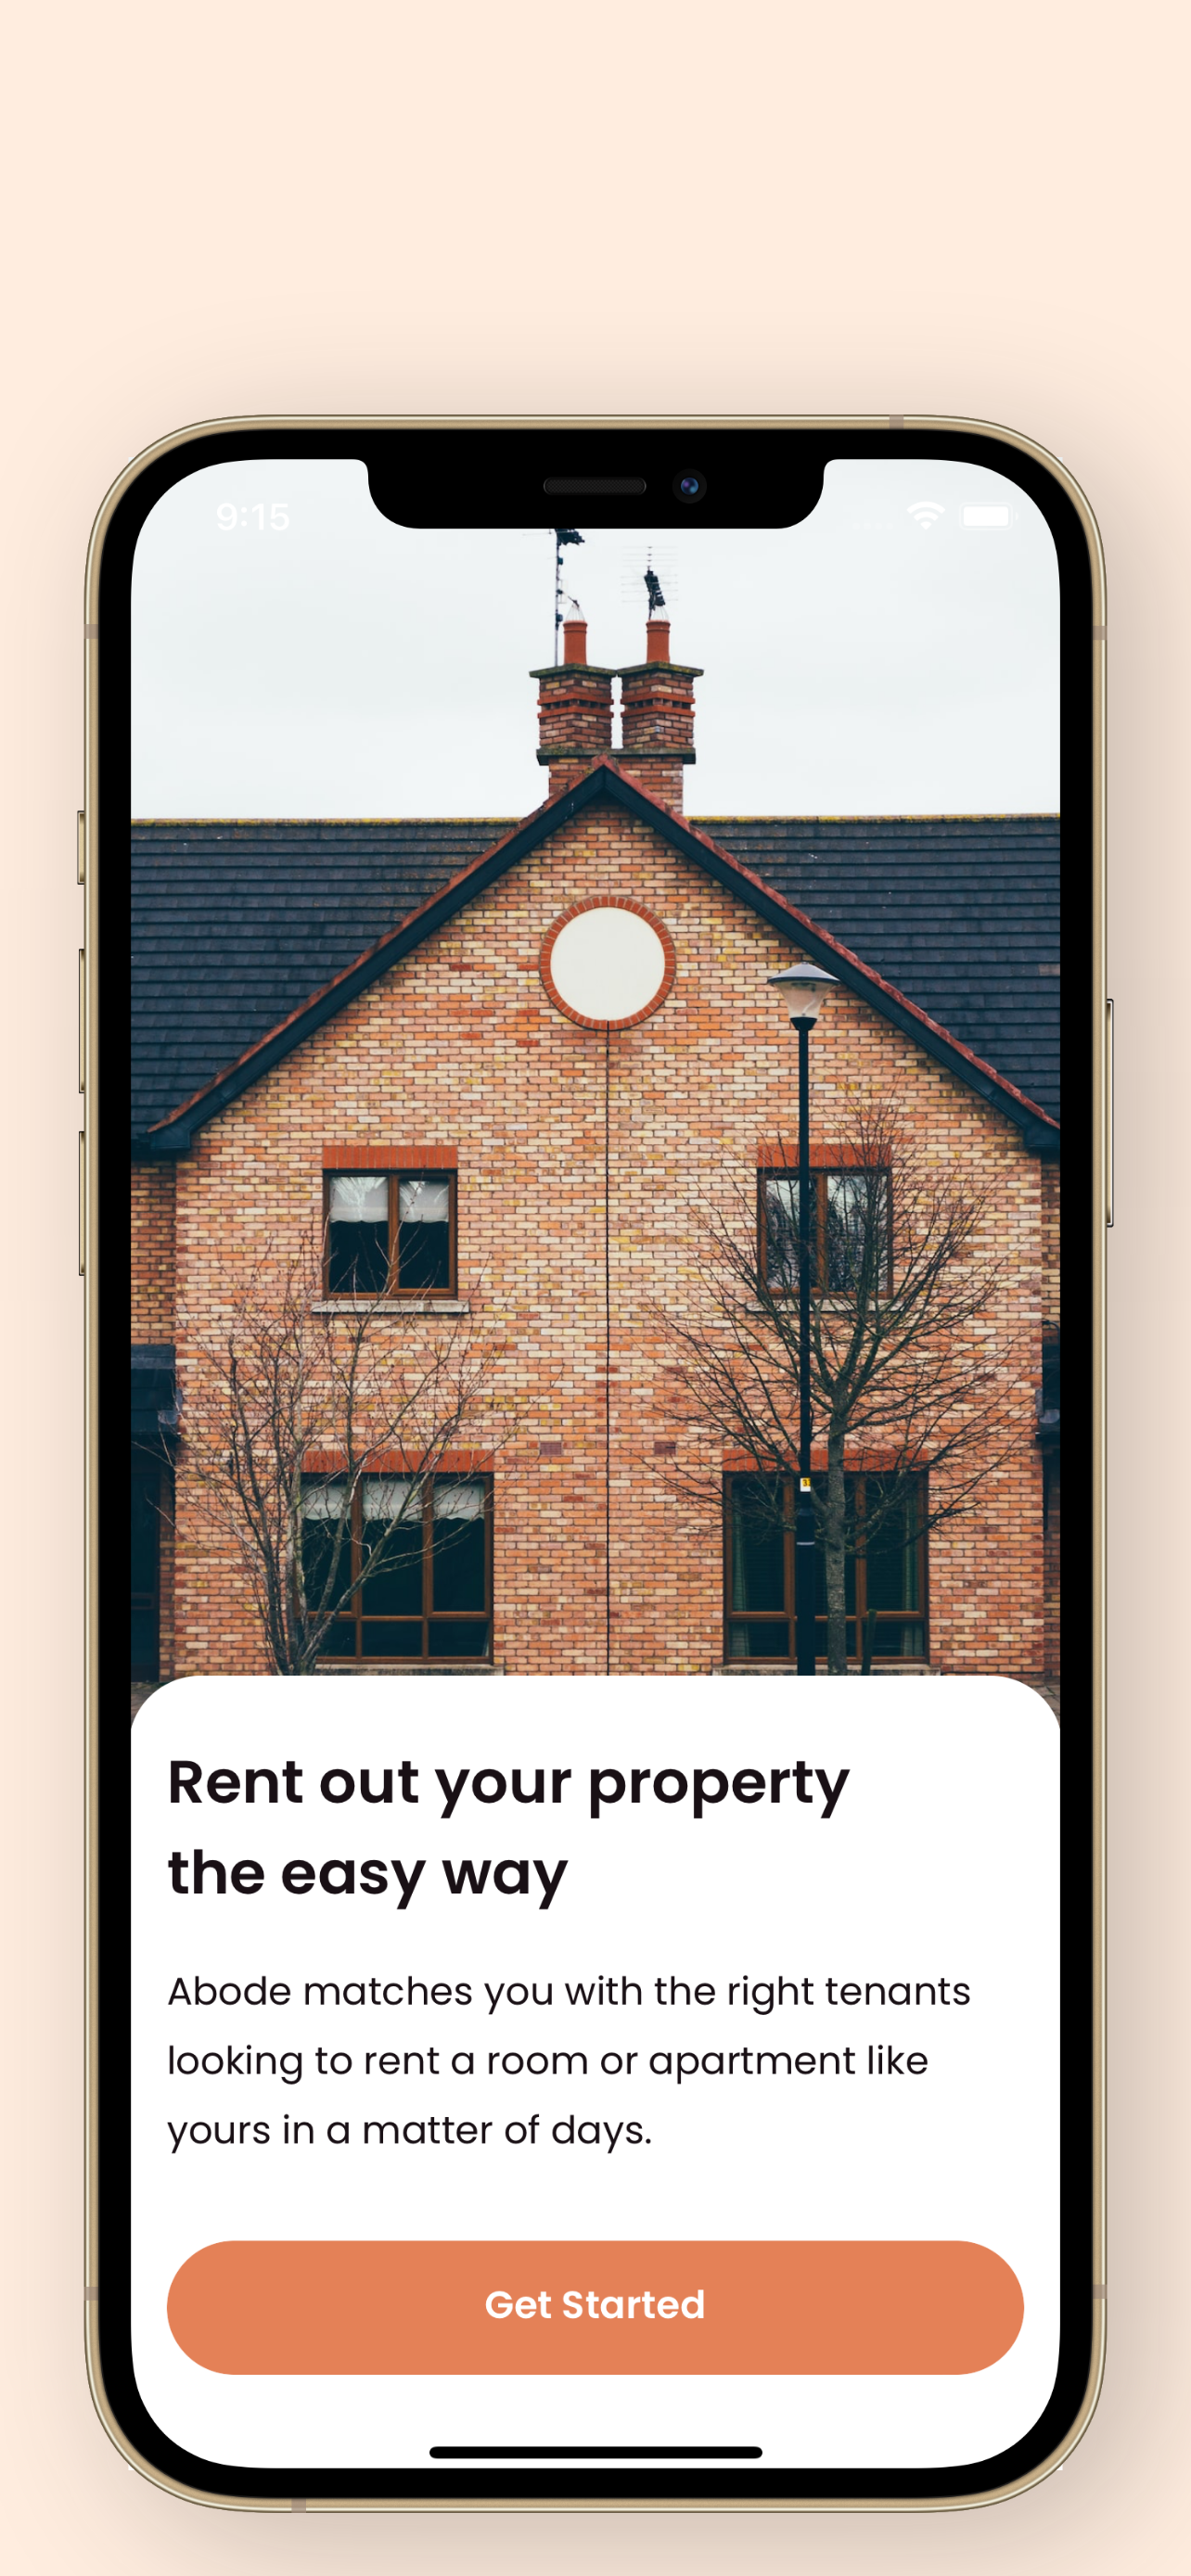 9:15
Rent out your property
the easy way
Abode matches you with the right tenants
looking to rent a room or apartment like
yours in a matter of days.
Get Started